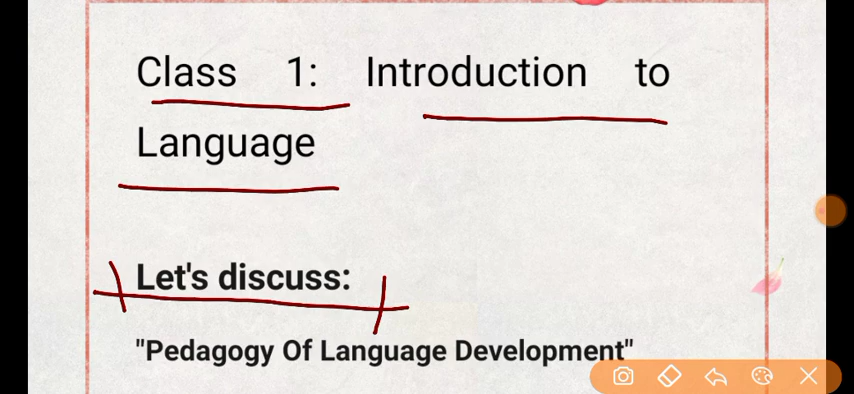 Class 1: Introduction to
Language
Let's discuss:
"Pedagogy Of Language Development"